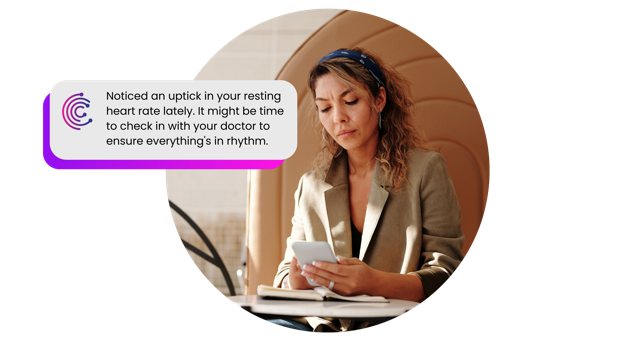 Noticed an uptick in your resting
heart rate lately. It might be time
to check in with your doctor to
ensure everything's in rhythm.